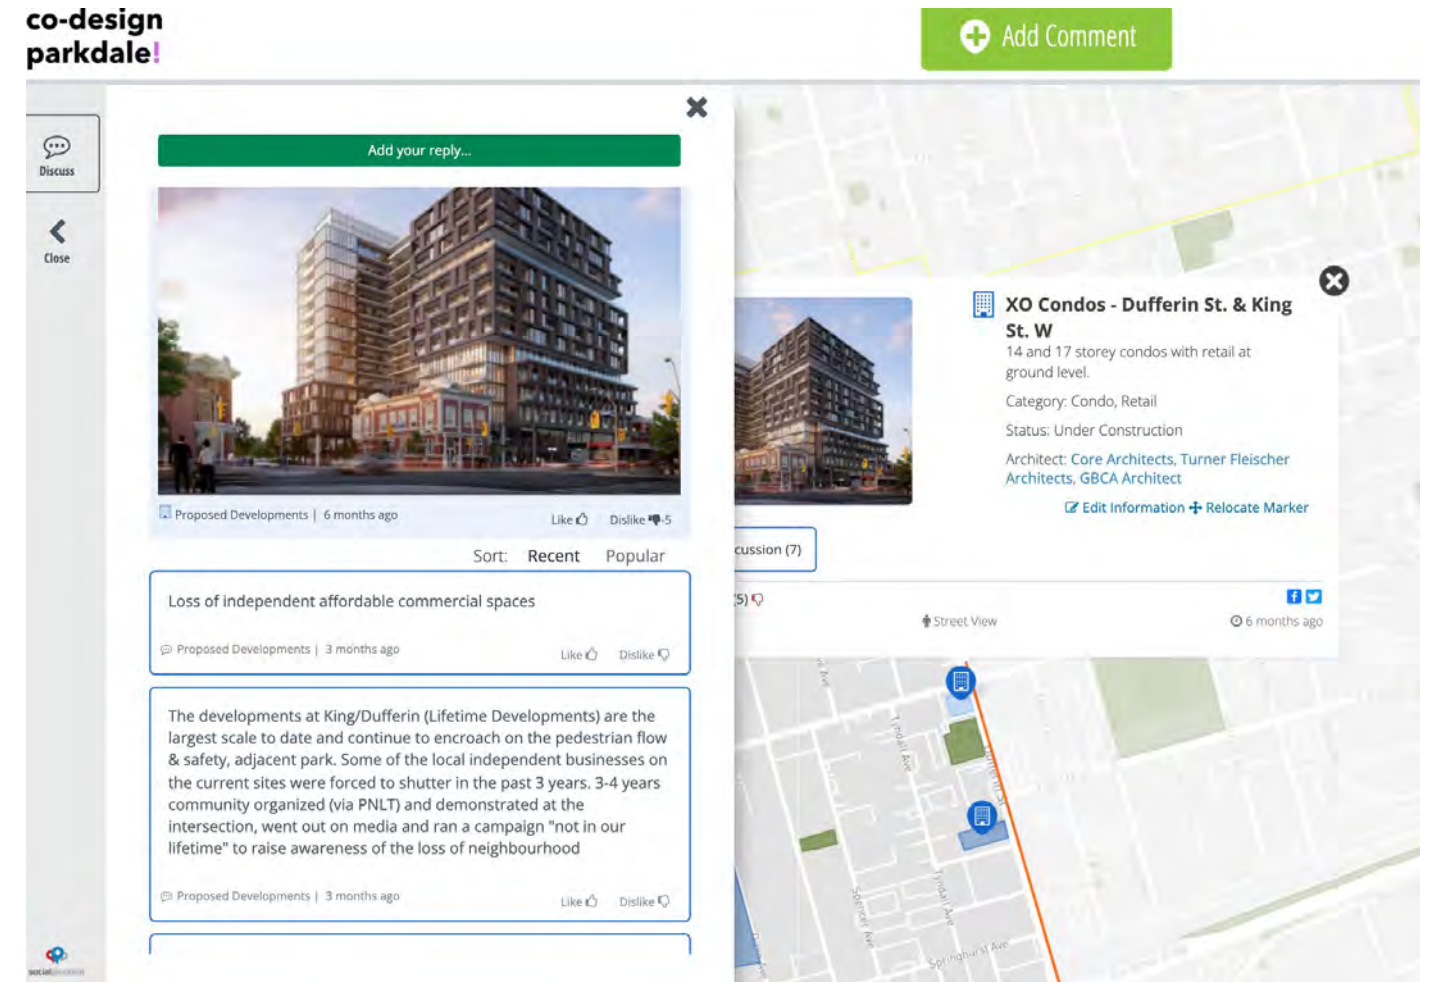 co-design
parkdale!
Add Comment
Discuss
Close
Add your reply...
Proposed Developments | 6 months ago
Like
Dislike -5
Sort: Recent Popular
Loss of independent affordable commercial spaces
Proposed Developments | 3 months ago
Like
Dislike
The developments at King/Dufferin (Lifetime Developments) are the
largest scale to date and continue to encroach on the pedestrian flow
& safety, adjacent park. Some of the local independent businesses on
the current sites were forced to shutter in the past 3 years. 3-4 years
community organized (via PNLT) and demonstrated at the
intersection, went out on media and ran a campaign "not in our
lifetime" to raise awareness of the loss of neighbourhood
Proposed Developments | 3 months ago
Like
Dislike
XO Condos - Dufferin St. & King
St. W
14 and 17 storey condos with retail at
ground level.
Category: Condo, Retail
Status: Under Construction
Architect: Core Architects, Turner Fleischer
Architects, GBCA Architect
Edit Information Relocate Marker
cussion (7)
(5)
Street View
6 months ago
Tyndall Ave
Dufferin St
Tyndall Ave
Spencer Ave
Springhurst Ave